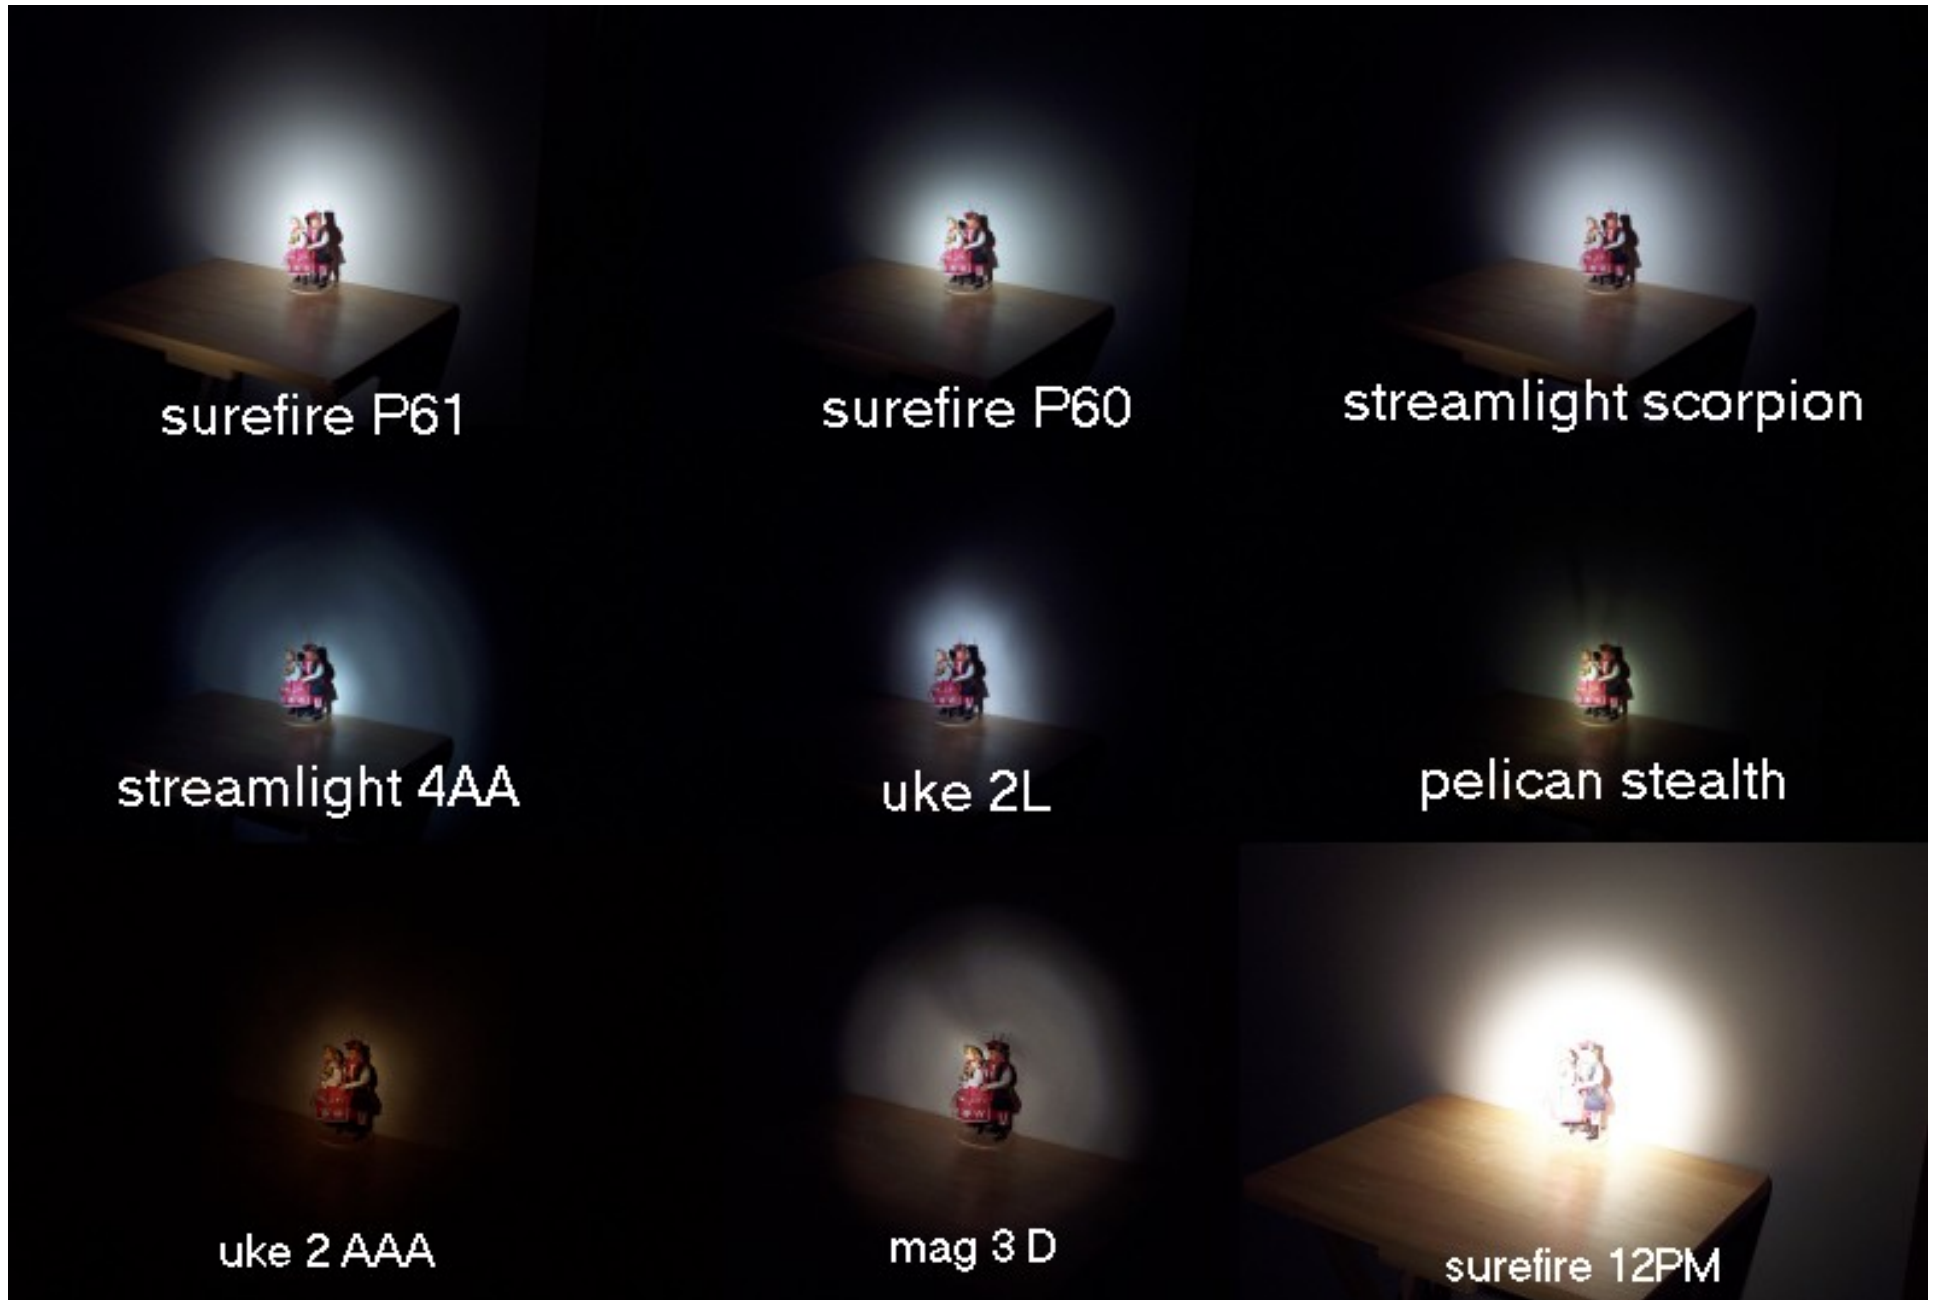 surefire P61
surefire P60
streamlight scorpion
streamlight 4AA
uke 2L
pelican stealth
uke 2 AAA
mag 3 D
surefire 12PM